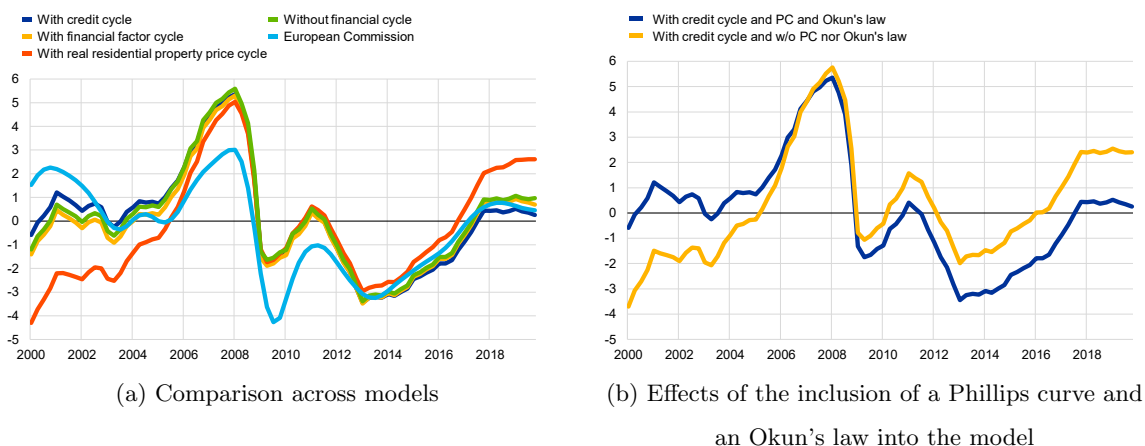 With credit cycle
With financial factor cycle
With real residential property price cycle
Without financial cycle
European Commission
6
5
4
3
2
1
0
-1
-2
-3
-4
-5
2000 2002 2004 2006 2008 2010 2012 2014 2016 2018
(a) Comparison across models
With credit cycle and PC and Okun's law
With credit cycle and w/o PC nor Okun's law
6
5
4
3
2
1
0
-1
-2
-3
-4
-5
2000 2002 2004 2006 2008 2010 2012 2014 2016 2018
(b) Effects of the inclusion of a Phillips curve and
an Okun's law into the model